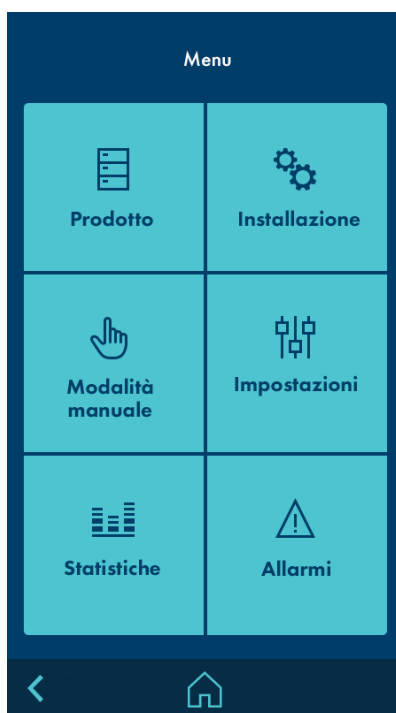 Menu
Prodotto
Installazione
Modalità
manuale
Impostazioni
Statistiche
Allarmi